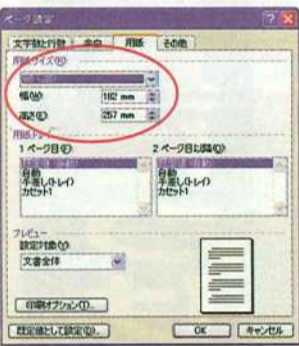 ページ設定
文字数と行数 余白 用紙 その他
用紙サイズ(R):
幅(W): 182 mm
高さ(E): 257 mm
用紙トレイ
1 ページ目(F): 2 ページ目以降(O):
自動 自動
手差し(トレイ) 手差し(トレイ)
カセット1 カセット1
プレビュー
設定対象(Y):
文書全体
印刷オプション(T)...
既定値として設定(D)... OK キャンセル